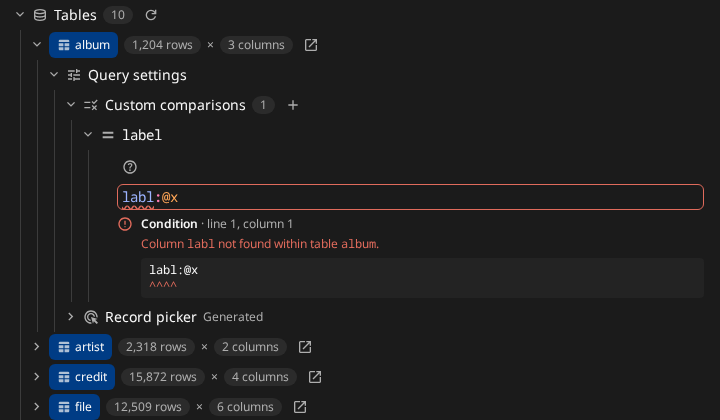 Tables 10
album 1,204 rows × 3 columns
Query settings
Custom comparisons 1
label
labl:@x
Condition · line 1, column 1
Column labl not found within table album.
labl:@x
^^^^
Record picker Generated
artist 2,318 rows × 2 columns
credit 15,872 rows × 4 columns
file 12,509 rows × 6 columns